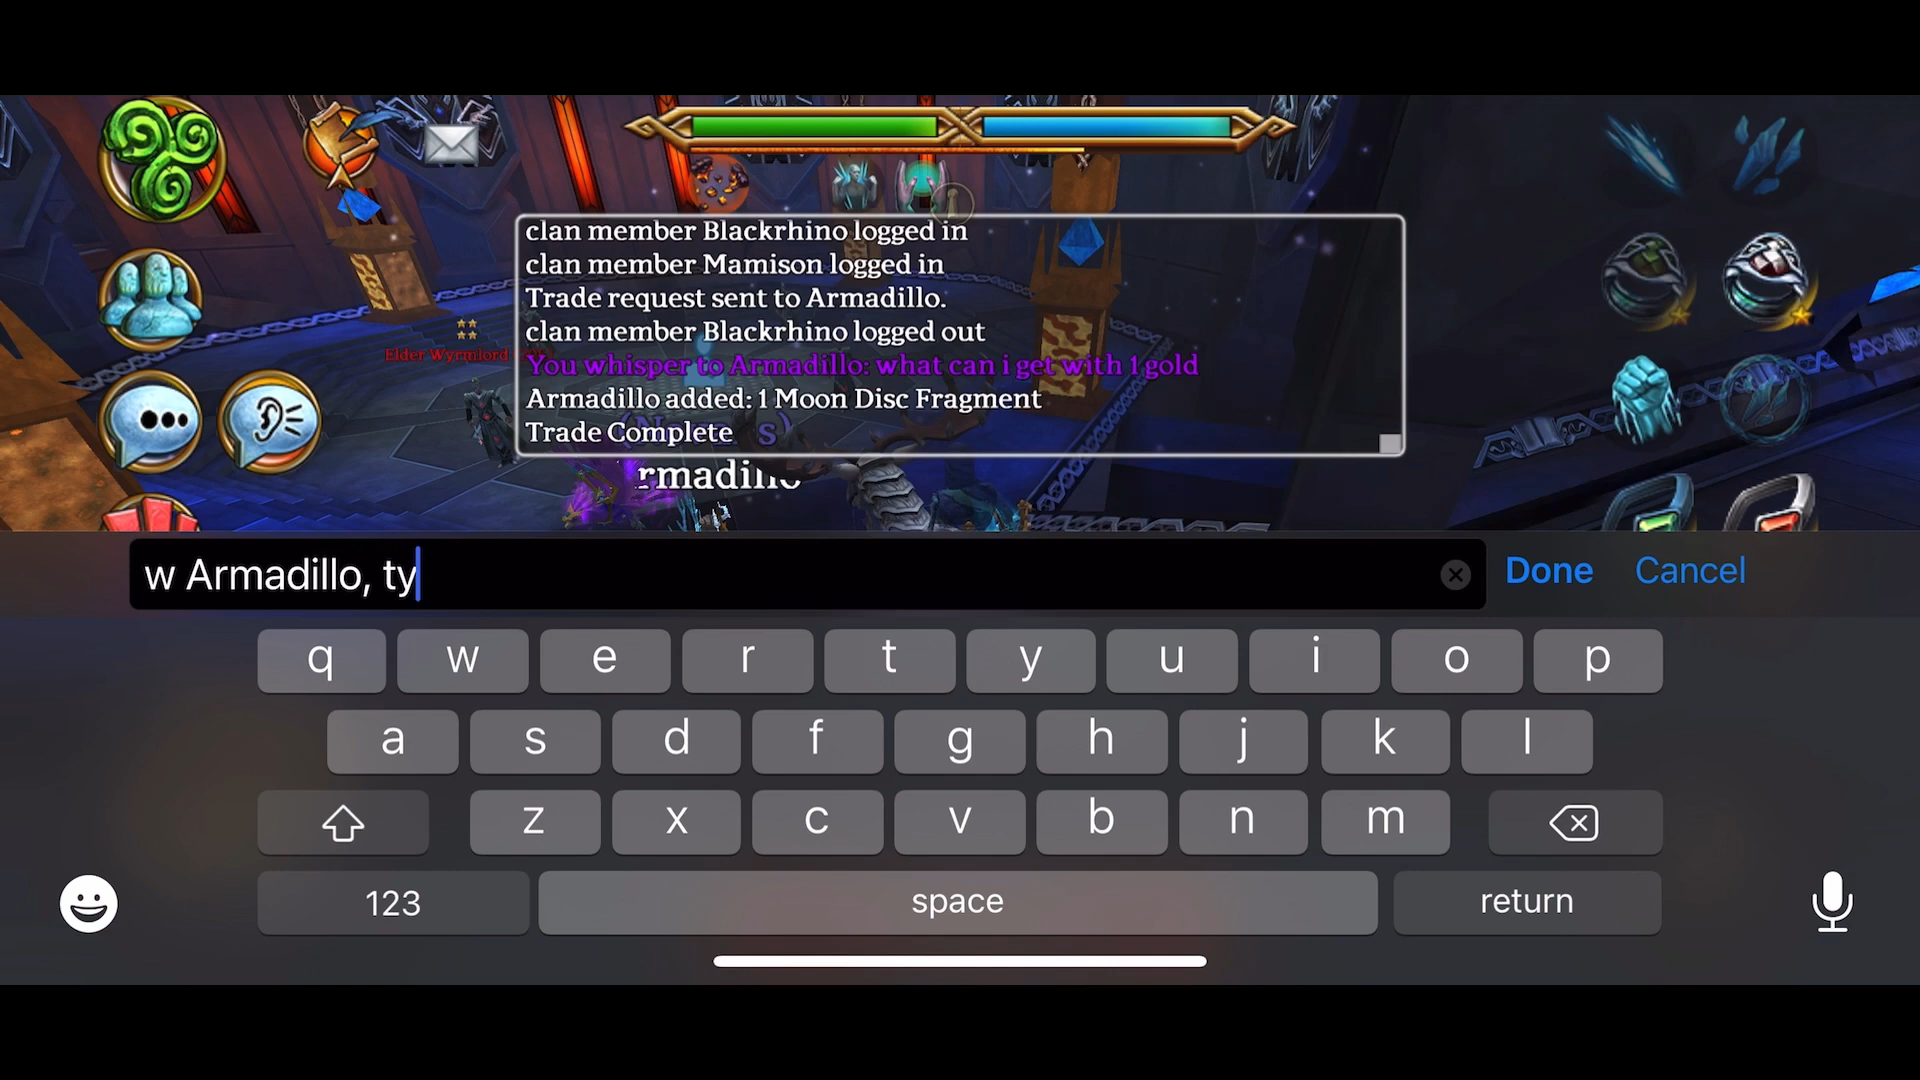 clan member Blackrhino logged in
clan member Mamison logged in
Trade request sent to Armadillo.
clan member Blackrhino logged out
Elder Wyrmlord
You whisper to Armadillo: what can i get with 1 gold
Armadillo added: 1 Moon Disc Fragment
Trade Complete
rmadillo
w Armadillo, ty
Done
Cancel
q w e r t y u i o p
a s d f g h j k l
z x c v b n m
123
space
return